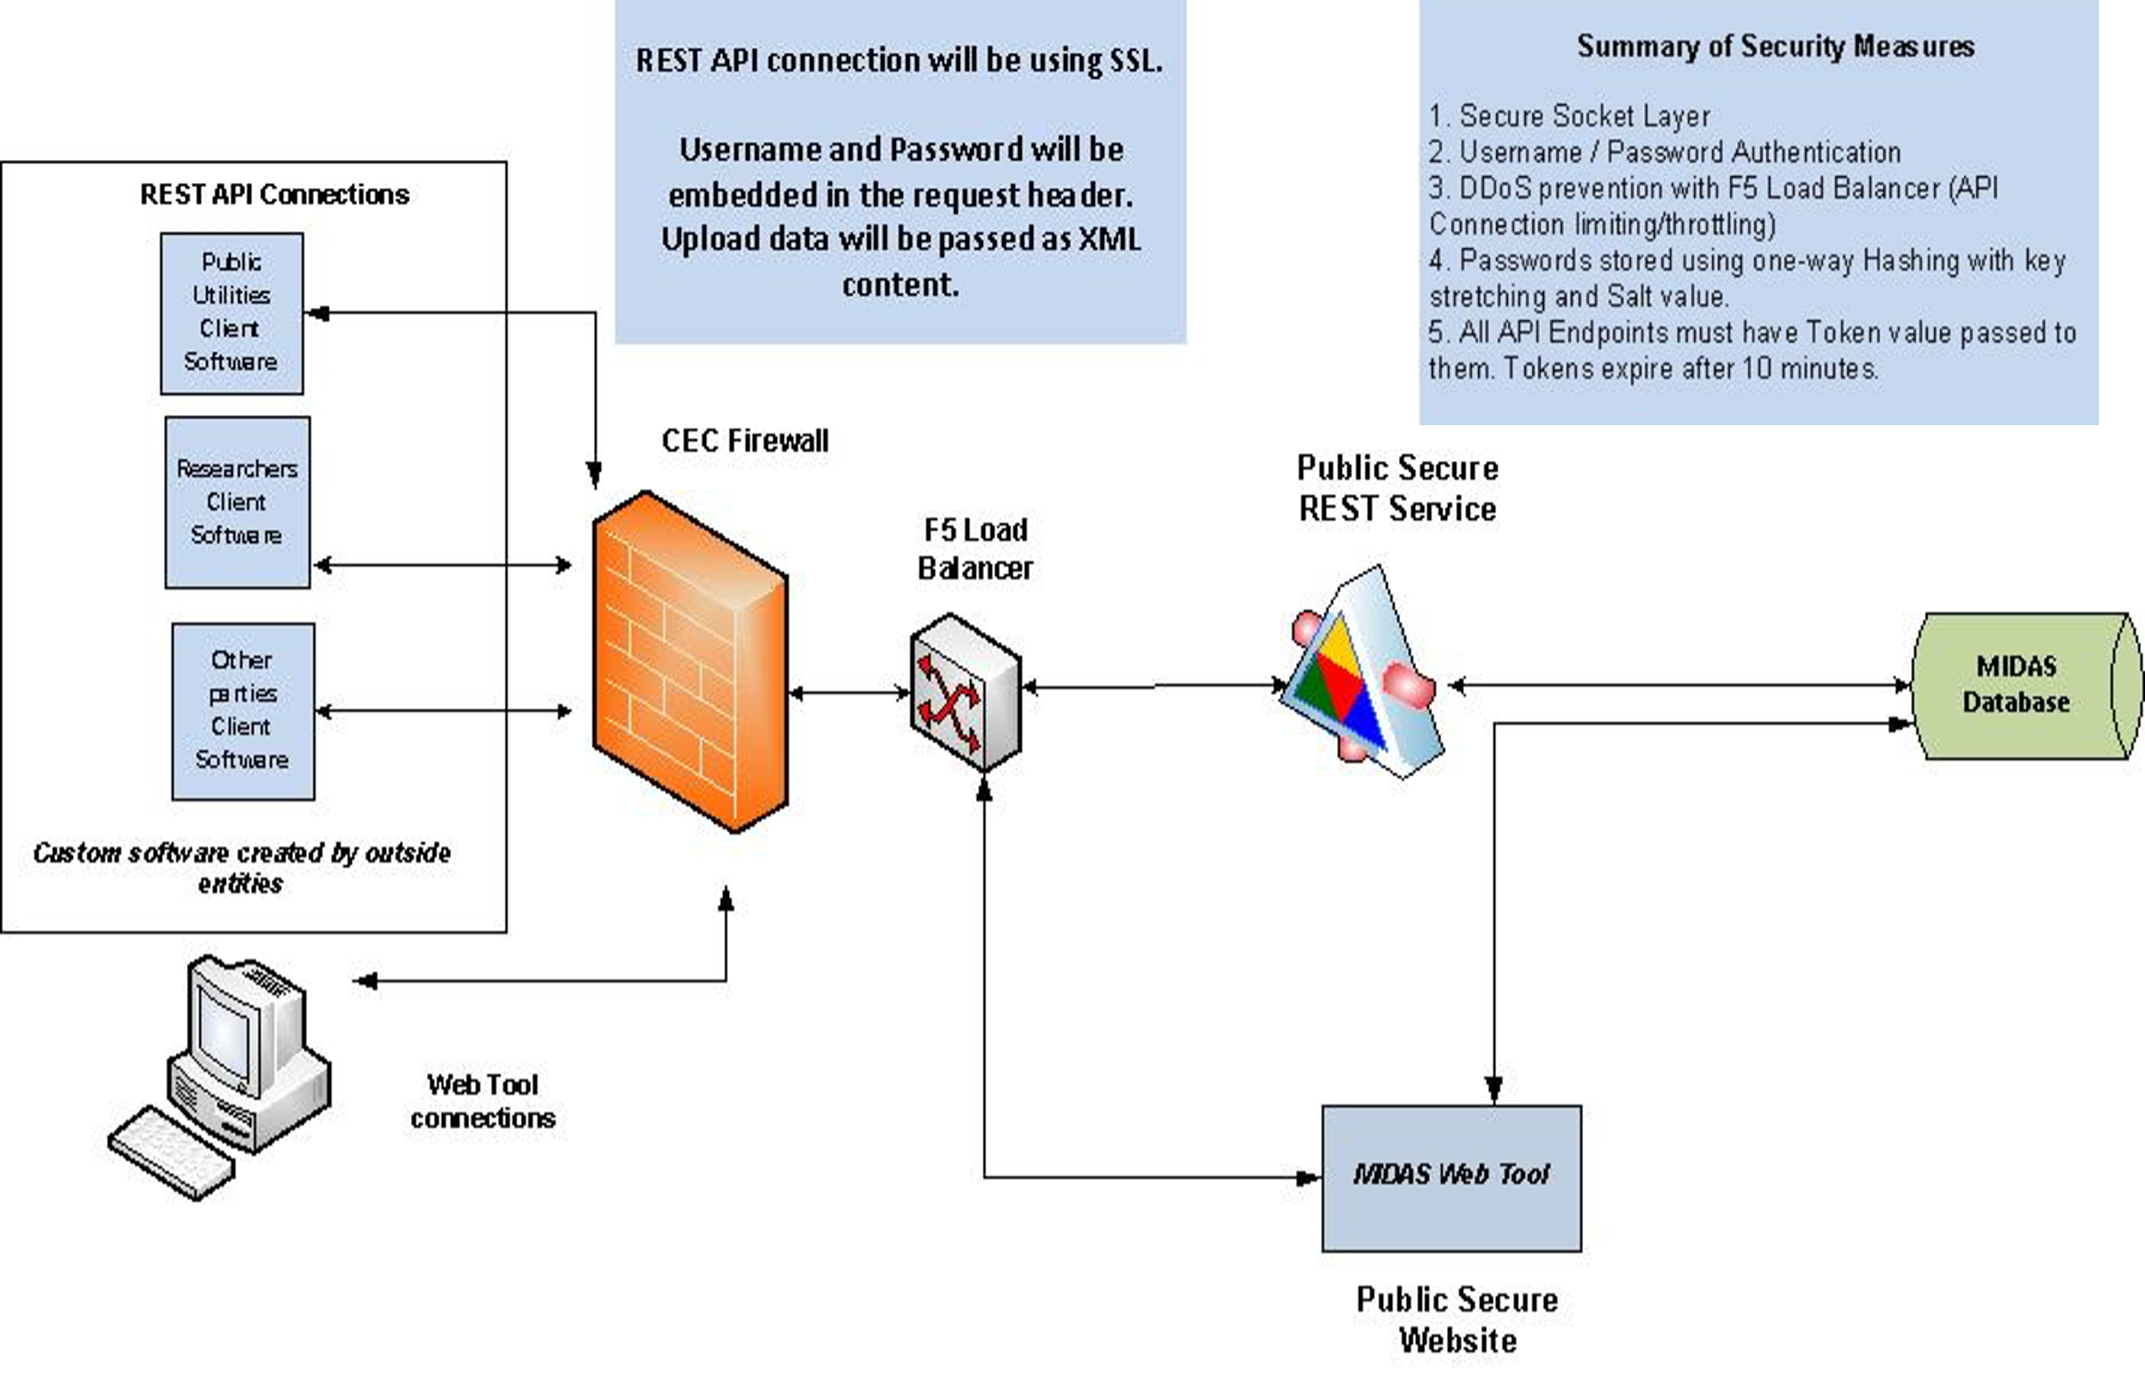 REST API connection will be using SSL.
Username and Password will be
embedded in the request header.
Upload data will be passed as XML
content.
Summary of Security Measures
1. Secure Socket Layer
2. Username / Password Authentication
3. DDoS prevention with F5 Load Balancer (API
Connection limiting/throttling)
4. Passwords stored using one-way Hashing with key
stretching and Salt value.
5. All API Endpoints must have Token value passed to
them. Tokens expire after 10 minutes.
REST API Connections
Public
Utilities
Client
Software
Researchers
Client
Software
Other
parties
Client
Software
Custom software created by outside
entities
CEC Firewall
F5 Load
Balancer
Public Secure
REST Service
MIDAS
Database
Web Tool
connections
MIDAS Web Tool
Public Secure
Website